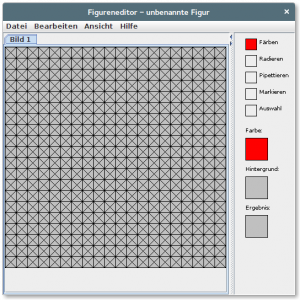 Figureneditor – unbenannte Figur
Datei Bearbeiten Ansicht Hilfe
Bild 1
Färben
Radieren
Pipettieren
Markieren
Auswahl
Farbe:
Hintergrund:
Ergebnis: